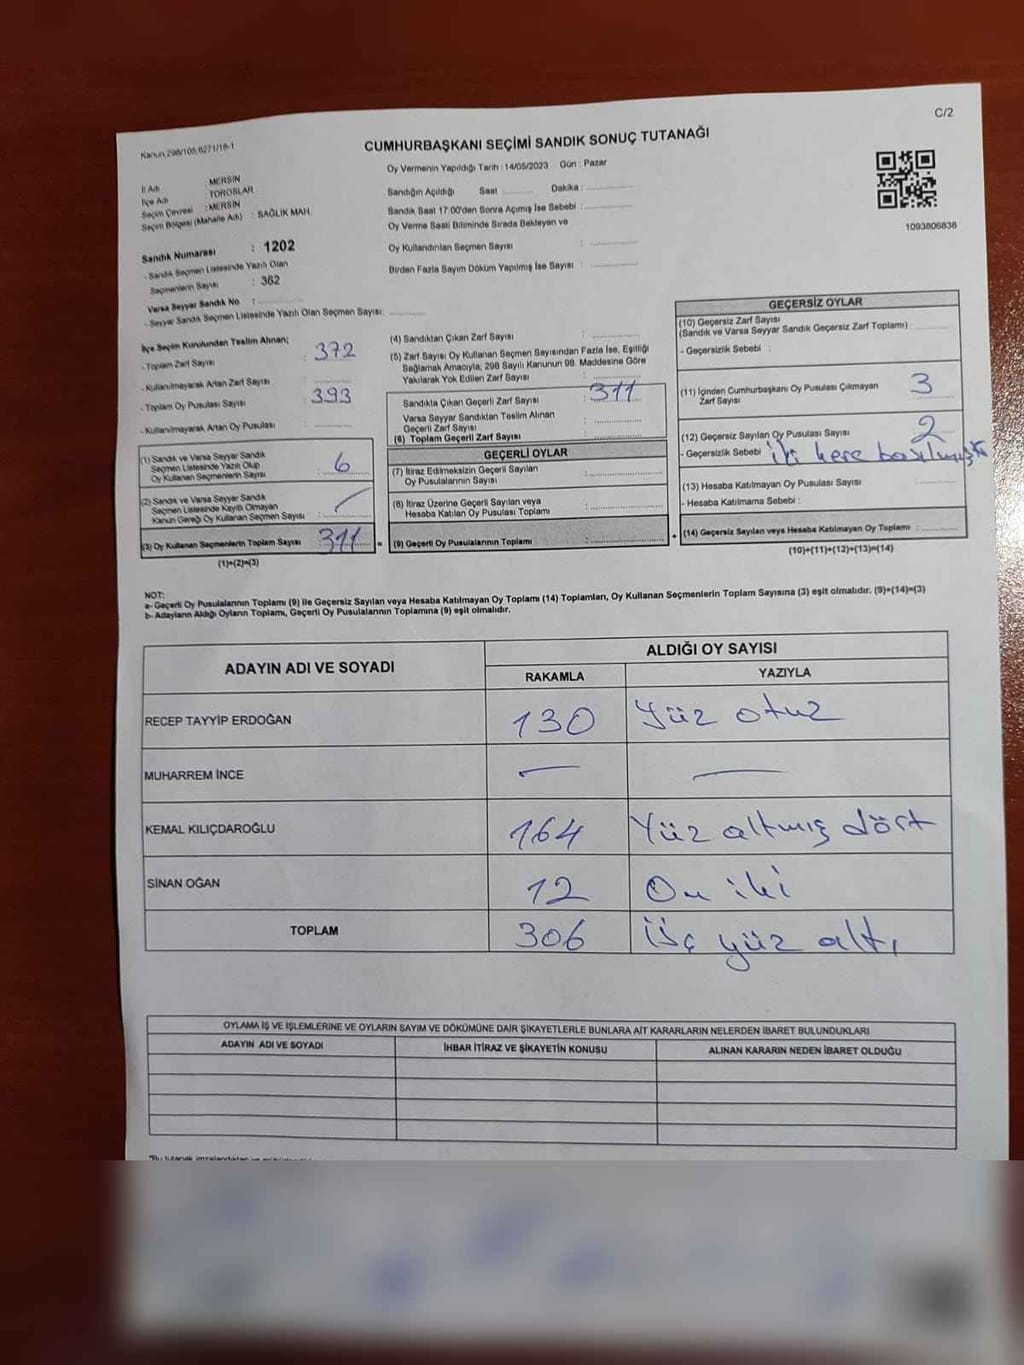 C/2
Kanun 298/105,6271/18-1
CUMHURBAŞKANI SEÇİMİ SANDIK SONUÇ TUTANAĞI
Oy Vermenin Yapıldığı Tarih : 14/05/2023 Gün : Pazar
İl Adı : MERSİN
İlçe Adı : TOROSLAR
Seçim Çevresi : MERSİN
Seçim Bölgesi (Mahalle Adı) : SAĞLIK MAH.
Sandığın Açıldığı Saat ............ Dakika : ............
Sandık Saat 17:00'den Sonra Açılmış İse Sebebi : ............
Oy Verme Saati Bitiminde Sırada Bekleyen ve
Oy Kullandırılan Seçmen Sayısı : ............
Birden Fazla Sayım Döküm Yapılmış İse Sayısı : ............
1093806838
Sandık Numarası : 1202
- Sandık Seçmen Listesinde Yazılı Olan
Seçmenlerin Sayısı : 362
Varsa Seyyar Sandık No : ............
- Seyyar Sandık Seçmen Listesinde Yazılı Olan Seçmen Sayısı: ............
İlçe Seçim Kurulundan Teslim Alınan;
- Toplam Zarf Sayısı : 372
- Kullanılmayarak Artan Zarf Sayısı : ............
- Toplam Oy Pusulası Sayısı : 393
- Kullanılmayarak Artan Oy Pusulası : ............
(1) Sandık ve Varsa Seyyar Sandık
Seçmen Listesinde Yazılı Olup
Oy Kullanan Seçmenlerin Sayısı : 6
(2) Sandık ve Varsa Seyyar Sandık
Seçmen Listesinde Kayıtlı Olmayan
Kanun Gereği Oy Kullanan Seçmen Sayısı :
(3) Oy Kullanan Seçmenlerin Toplam Sayısı 311 =
(1)+(2)=(3)
(4) Sandıktan Çıkan Zarf Sayısı : ............
(5) Zarf Sayısı Oy Kullanan Seçmen Sayısından Fazla İse, Eşitliği
Sağlamak Amacıyla; 298 Sayılı Kanunun 98. Maddesine Göre
Yakılarak Yok Edilen Zarf Sayısı : ............
Sandıkta Çıkan Geçerli Zarf Sayısı : 311
Varsa Seyyar Sandıktan Teslim Alınan
Geçerli Zarf Sayısı : ............
(6) Toplam Geçerli Zarf Sayısı : ............
GEÇERLİ OYLAR
(7) İtiraz Edilmeksizin Geçerli Sayılan
Oy Pusulalarının Sayısı : ............
(8) İtiraz Üzerine Geçerli Sayılan veya
Hesaba Katılan Oy Pusulası Toplamı : ............
(9) Geçerli Oy Pusulalarının Toplamı : ............ +
GEÇERSİZ OYLAR
(10) Geçersiz Zarf Sayısı
(Sandık ve Varsa Seyyar Sandık Geçersiz Zarf Toplamı) : ............
- Geçersizlik Sebebi :
(11) İçinden Cumhurbaşkanı Oy Pusulası Çıkmayan
Zarf Sayısı : 3
(12) Geçersiz Sayılan Oy Pusulası Sayısı : 2
- Geçersizlik Sebebi iki kere basılmış
(13) Hesaba Katılmayan Oy Pusulası Sayısı : ............
- Hesaba Katılmama Sebebi :
(14) Geçersiz Sayılan veya Hesaba Katılmayan Oy Toplamı : ............
(10)+(11)+(12)+(13)=(14)
NOT:
a- Geçerli Oy Pusulalarının Toplamı (9) ile Geçersiz Sayılan veya Hesaba Katılmayan Oy Toplamı (14) Toplamları, Oy Kullanan Seçmenlerin Toplam Sayısına (3) eşit olmalıdır. (9)+(14)=(3)
b- Adayların Aldığı Oyların Toplamı, Geçerli Oy Pusulalarının Toplamına (9) eşit olmalıdır.
ADAYIN ADI VE SOYADI ALDIĞI OY SAYISI
RAKAMLA YAZIYLA
RECEP TAYYİP ERDOĞAN 130 Yüz otuz
MUHARREM İNCE — —
KEMAL KILIÇDAROĞLU 164 Yüz altmış dört
SİNAN OĞAN 12 On iki
TOPLAM 306 Üç yüz altı
OYLAMA İŞ VE İŞLEMLERİNE VE OYLARIN SAYIM VE DÖKÜMÜNE DAİR ŞİKAYETLERLE BUNLARA AİT KARARLARIN NELERDEN İBARET BULUNDUKLARI
ADAYIN ADI VE SOYADI İHBAR İTİRAZ VE ŞİKAYETİN KONUSU ALINAN KARARIN NEDEN İBARET OLDUĞU